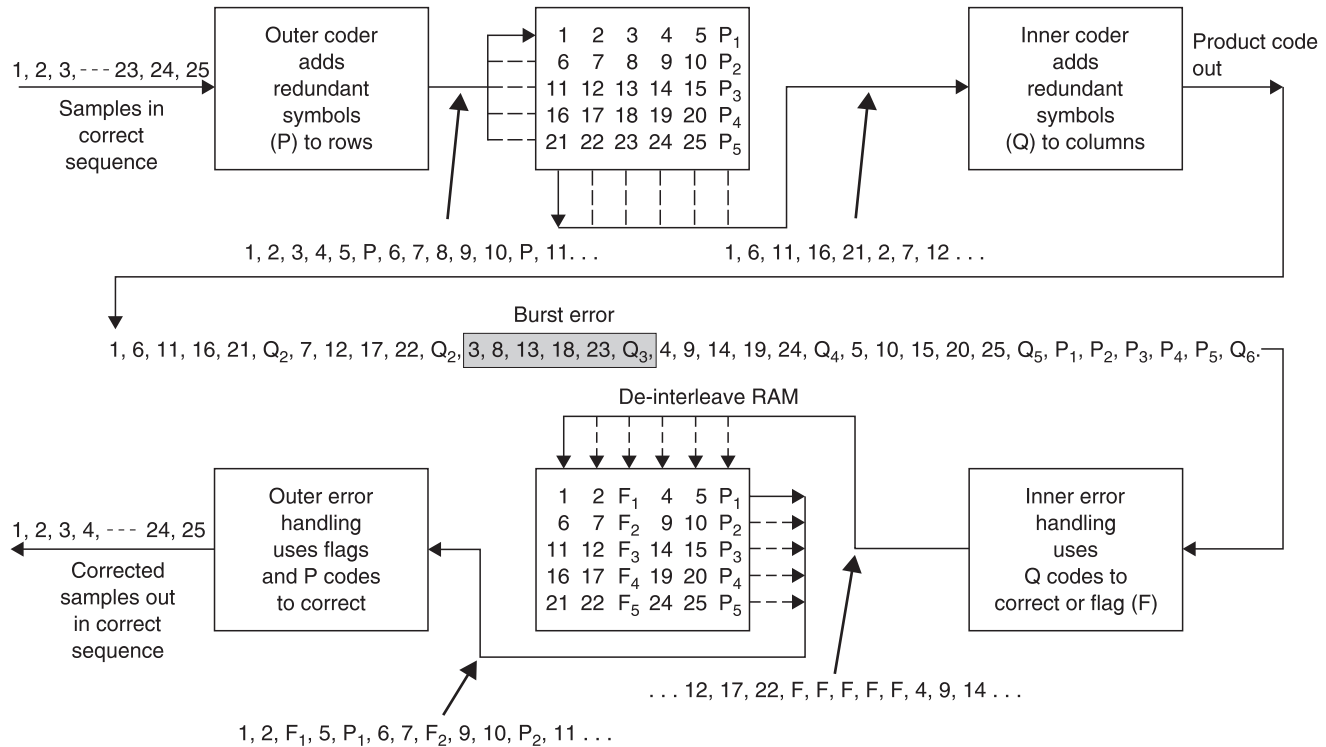 1, 2, 3, --- 23, 24, 25
Samples in
correct
sequence
Outer coder
adds
redundant
symbols
(P) to rows
1 2 3 4 5 P1
6 7 8 9 10 P2
11 12 13 14 15 P3
16 17 18 19 20 P4
21 22 23 24 25 P5
Inner coder
adds
redundant
symbols
(Q) to columns
Product code
out
1, 2, 3, 4, 5, P, 6, 7, 8, 9, 10, P, 11. . .
1, 6, 11, 16, 21, 2, 7, 12 . . .
Burst error
1, 6, 11, 16, 21, Q2, 7, 12, 17, 22, Q2, 3, 8, 13, 18, 23, Q3, 4, 9, 14, 19, 24, Q4, 5, 10, 15, 20, 25, Q5, P1, P2, P3, P4, P5, Q6.
De-interleave RAM
1, 2, 3, 4, --- 24, 25
Corrected
samples out
in correct
sequence
Outer error
handling
uses flags
and P codes
to correct
1 2 F1 4 5 P1
6 7 F2 9 10 P2
11 12 F3 14 15 P3
16 17 F4 19 20 P4
21 22 F5 24 25 P5
Inner error
handling
uses
Q codes to
correct or flag (F)
. . . 12, 17, 22, F, F, F, F, F, 4, 9, 14 . . .
1, 2, F1, 5, P1, 6, 7, F2, 9, 10, P2, 11 . . .